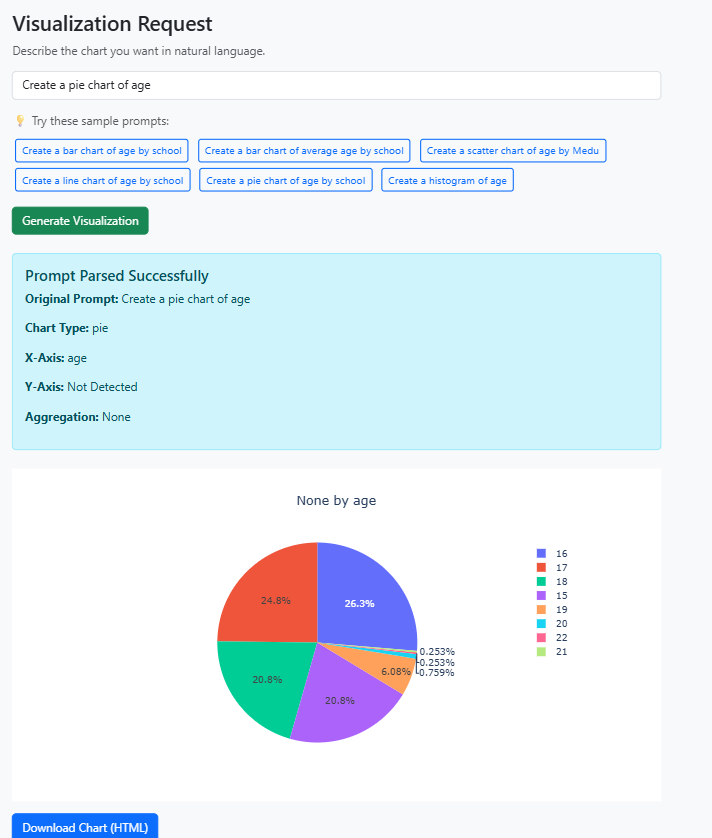 Visualization Request
Describe the chart you want in natural language.
Create a pie chart of age
💡 Try these sample prompts:
Create a bar chart of age by school
Create a bar chart of average age by school
Create a scatter chart of age by Medu
Create a line chart of age by school
Create a pie chart of age by school
Create a histogram of age
Generate Visualization
Prompt Parsed Successfully
Original Prompt: Create a pie chart of age
Chart Type: pie
X-Axis: age
Y-Axis: Not Detected
Aggregation: None
None by age
24.8%
26.3%
20.8%
20.8%
6.08%
0.253%
0.253%
0.759%
16
17
18
15
19
20
22
21
Download Chart (HTML)